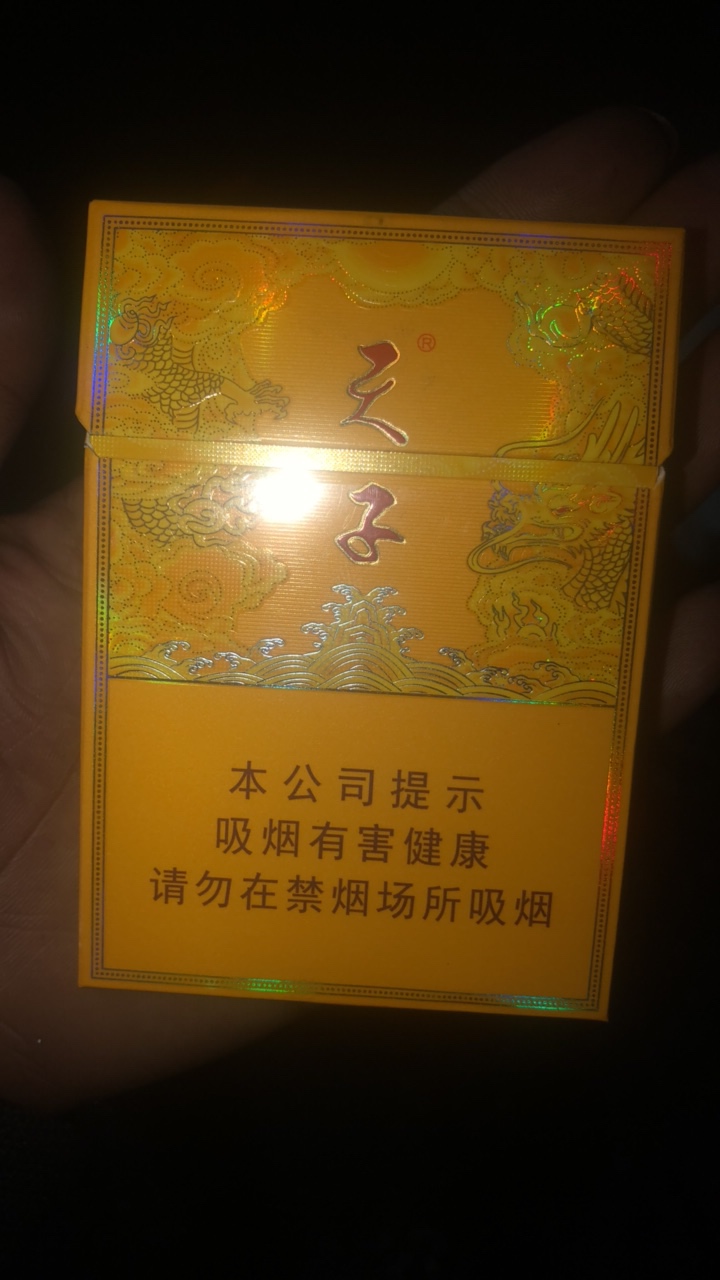 天®
子
本公司提示
吸烟有害健康
请勿在禁烟场所吸烟